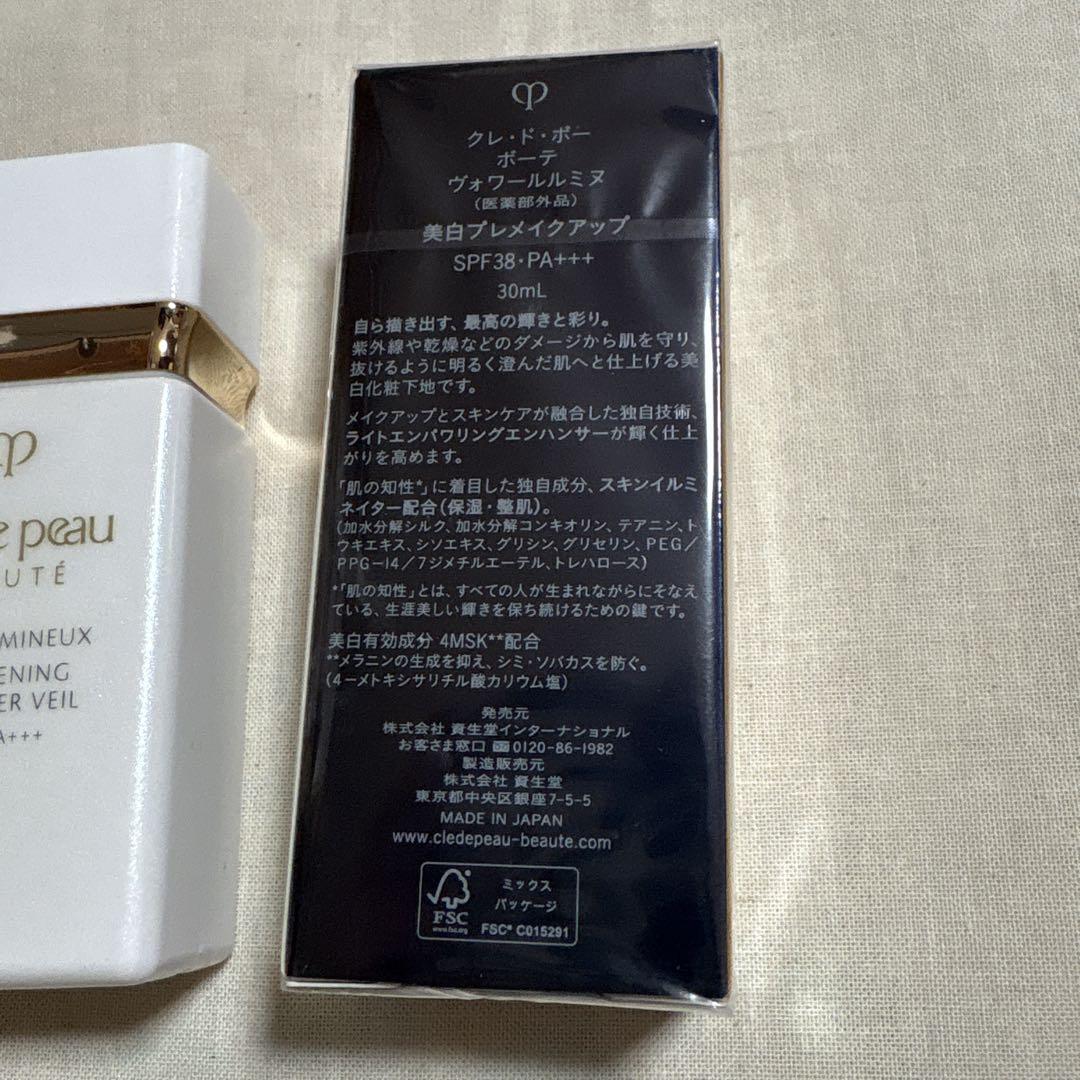 peau
UTÉ
MINEUX
ENING
ER VEIL
A+++
クレ・ド・ポー
ボーテ
ヴォワールルミヌ
(医薬部外品)
美白プレメイクアップ
SPF38・PA+++
30mL
自ら描き出す、最高の輝きと彩り。
紫外線や乾燥などのダメージから肌を守り、
抜けるように明るく澄んだ肌へと仕上げる美
白化粧下地です。
メイクアップとスキンケアが融合した独自技術、
ライトエンパワリングエンハンサーが輝く仕上
がりを高めます。
「肌の知性*」に着目した独自成分、スキンイルミ
ネイター配合(保湿・整肌)。
(加水分解シルク、加水分解コンキオリン、テアニン、ト
ウキエキス、シソエキス、グリシン、グリセリン、PEG/
PPG-14/7ジメチルエーテル、トレハロース)
*「肌の知性」とは、すべての人が生まれながらにそなえ
ている、生涯美しい輝きを保ち続けるための鍵です。
美白有効成分 4MSK**配合
**メラニンの生成を抑え、シミ・ソバカスを防ぐ。
(4-メトキシサリチル酸カリウム塩)
発売元
株式会社 資生堂インターナショナル
お客さま窓口 0120-86-1982
製造販売元
株式会社 資生堂
東京都中央区銀座7-5-5
MADE IN JAPAN
www.cledepeau-beaute.com
FSC
www.fsc.org
ミックス
パッケージ
FSC® C015291